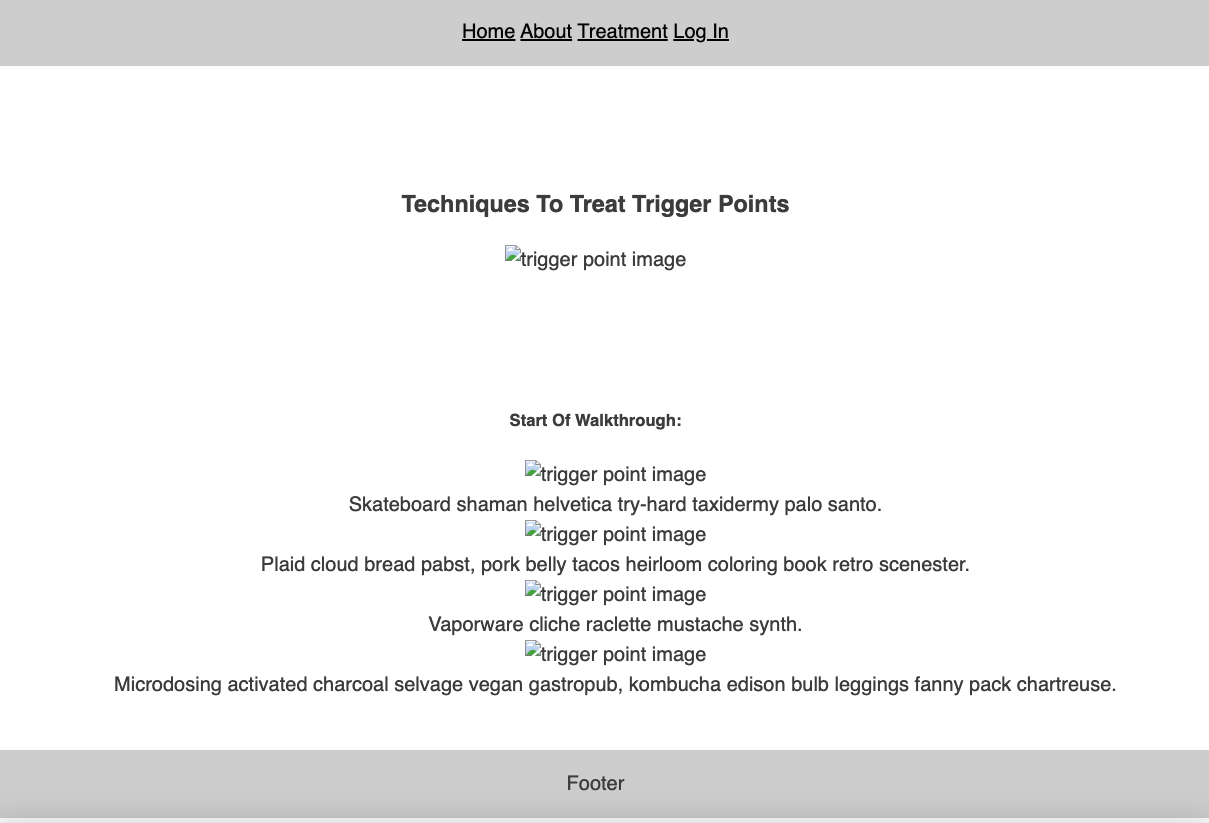 Home About Treatment Log In
Techniques To Treat Trigger Points
trigger point image
Start Of Walkthrough:
trigger point image
Skateboard shaman helvetica try-hard taxidermy palo santo.
trigger point image
Plaid cloud bread pabst, pork belly tacos heirloom coloring book retro scenester.
trigger point image
Vaporware cliche raclette mustache synth.
trigger point image
Microdosing activated charcoal selvage vegan gastropub, kombucha edison bulb leggings fanny pack chartreuse.
Footer